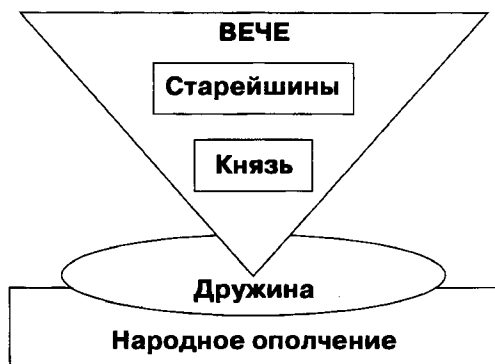 ВЕЧЕ
Старейшины
Князь
Дружина
Народное ополчение